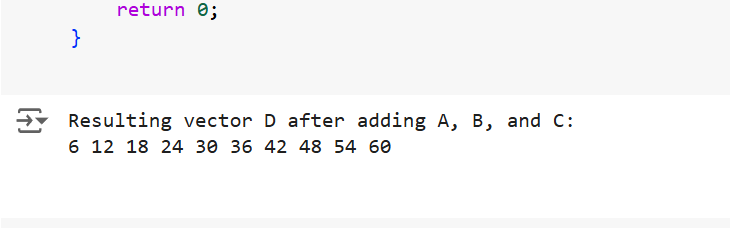 return 0;
}
Resulting vector D after adding A, B, and C:
6 12 18 24 30 36 42 48 54 60